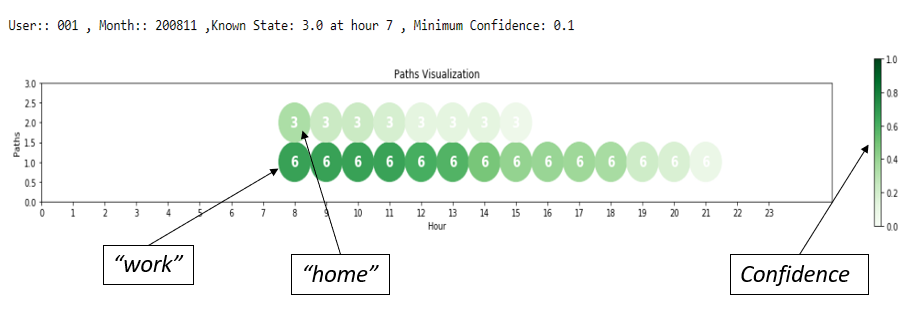 User:: 001 , Month:: 200811 ,Known State: 3.0 at hour 7 , Minimum Confidence: 0.1
Paths Visualization
1.0
0.8
0.6
0.4
0.2
0.0
Paths
3.0
2.5
2.0
1.5
1.0
0.5
0.0
3 3 3 3 3 3 3 3
6 6 6 6 6 6 6 6 6 6 6 6 6 6
0 1 2 3 4 5 6 7 8 9 10 11 12 13 14 15 16 17 18 19 20 21 22 23
Hour
“work”
“home”
Confidence